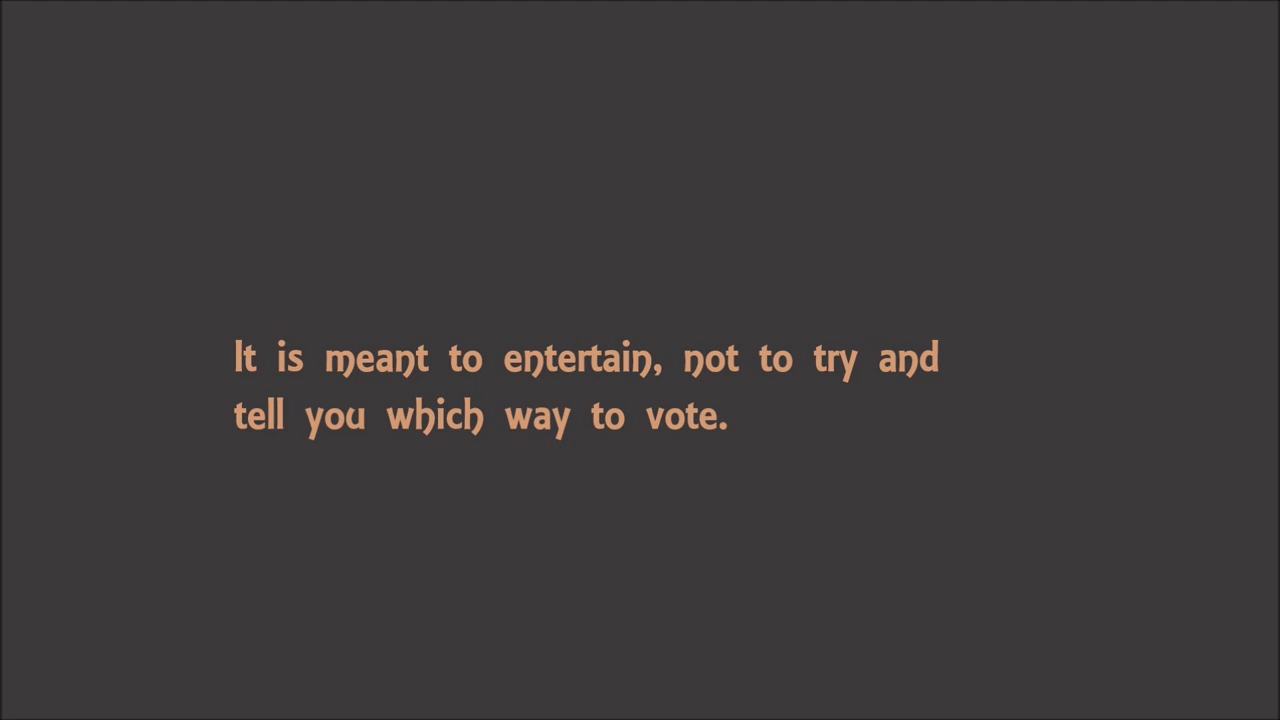 It is meant to entertain, not to try and
tell you which way to vote.